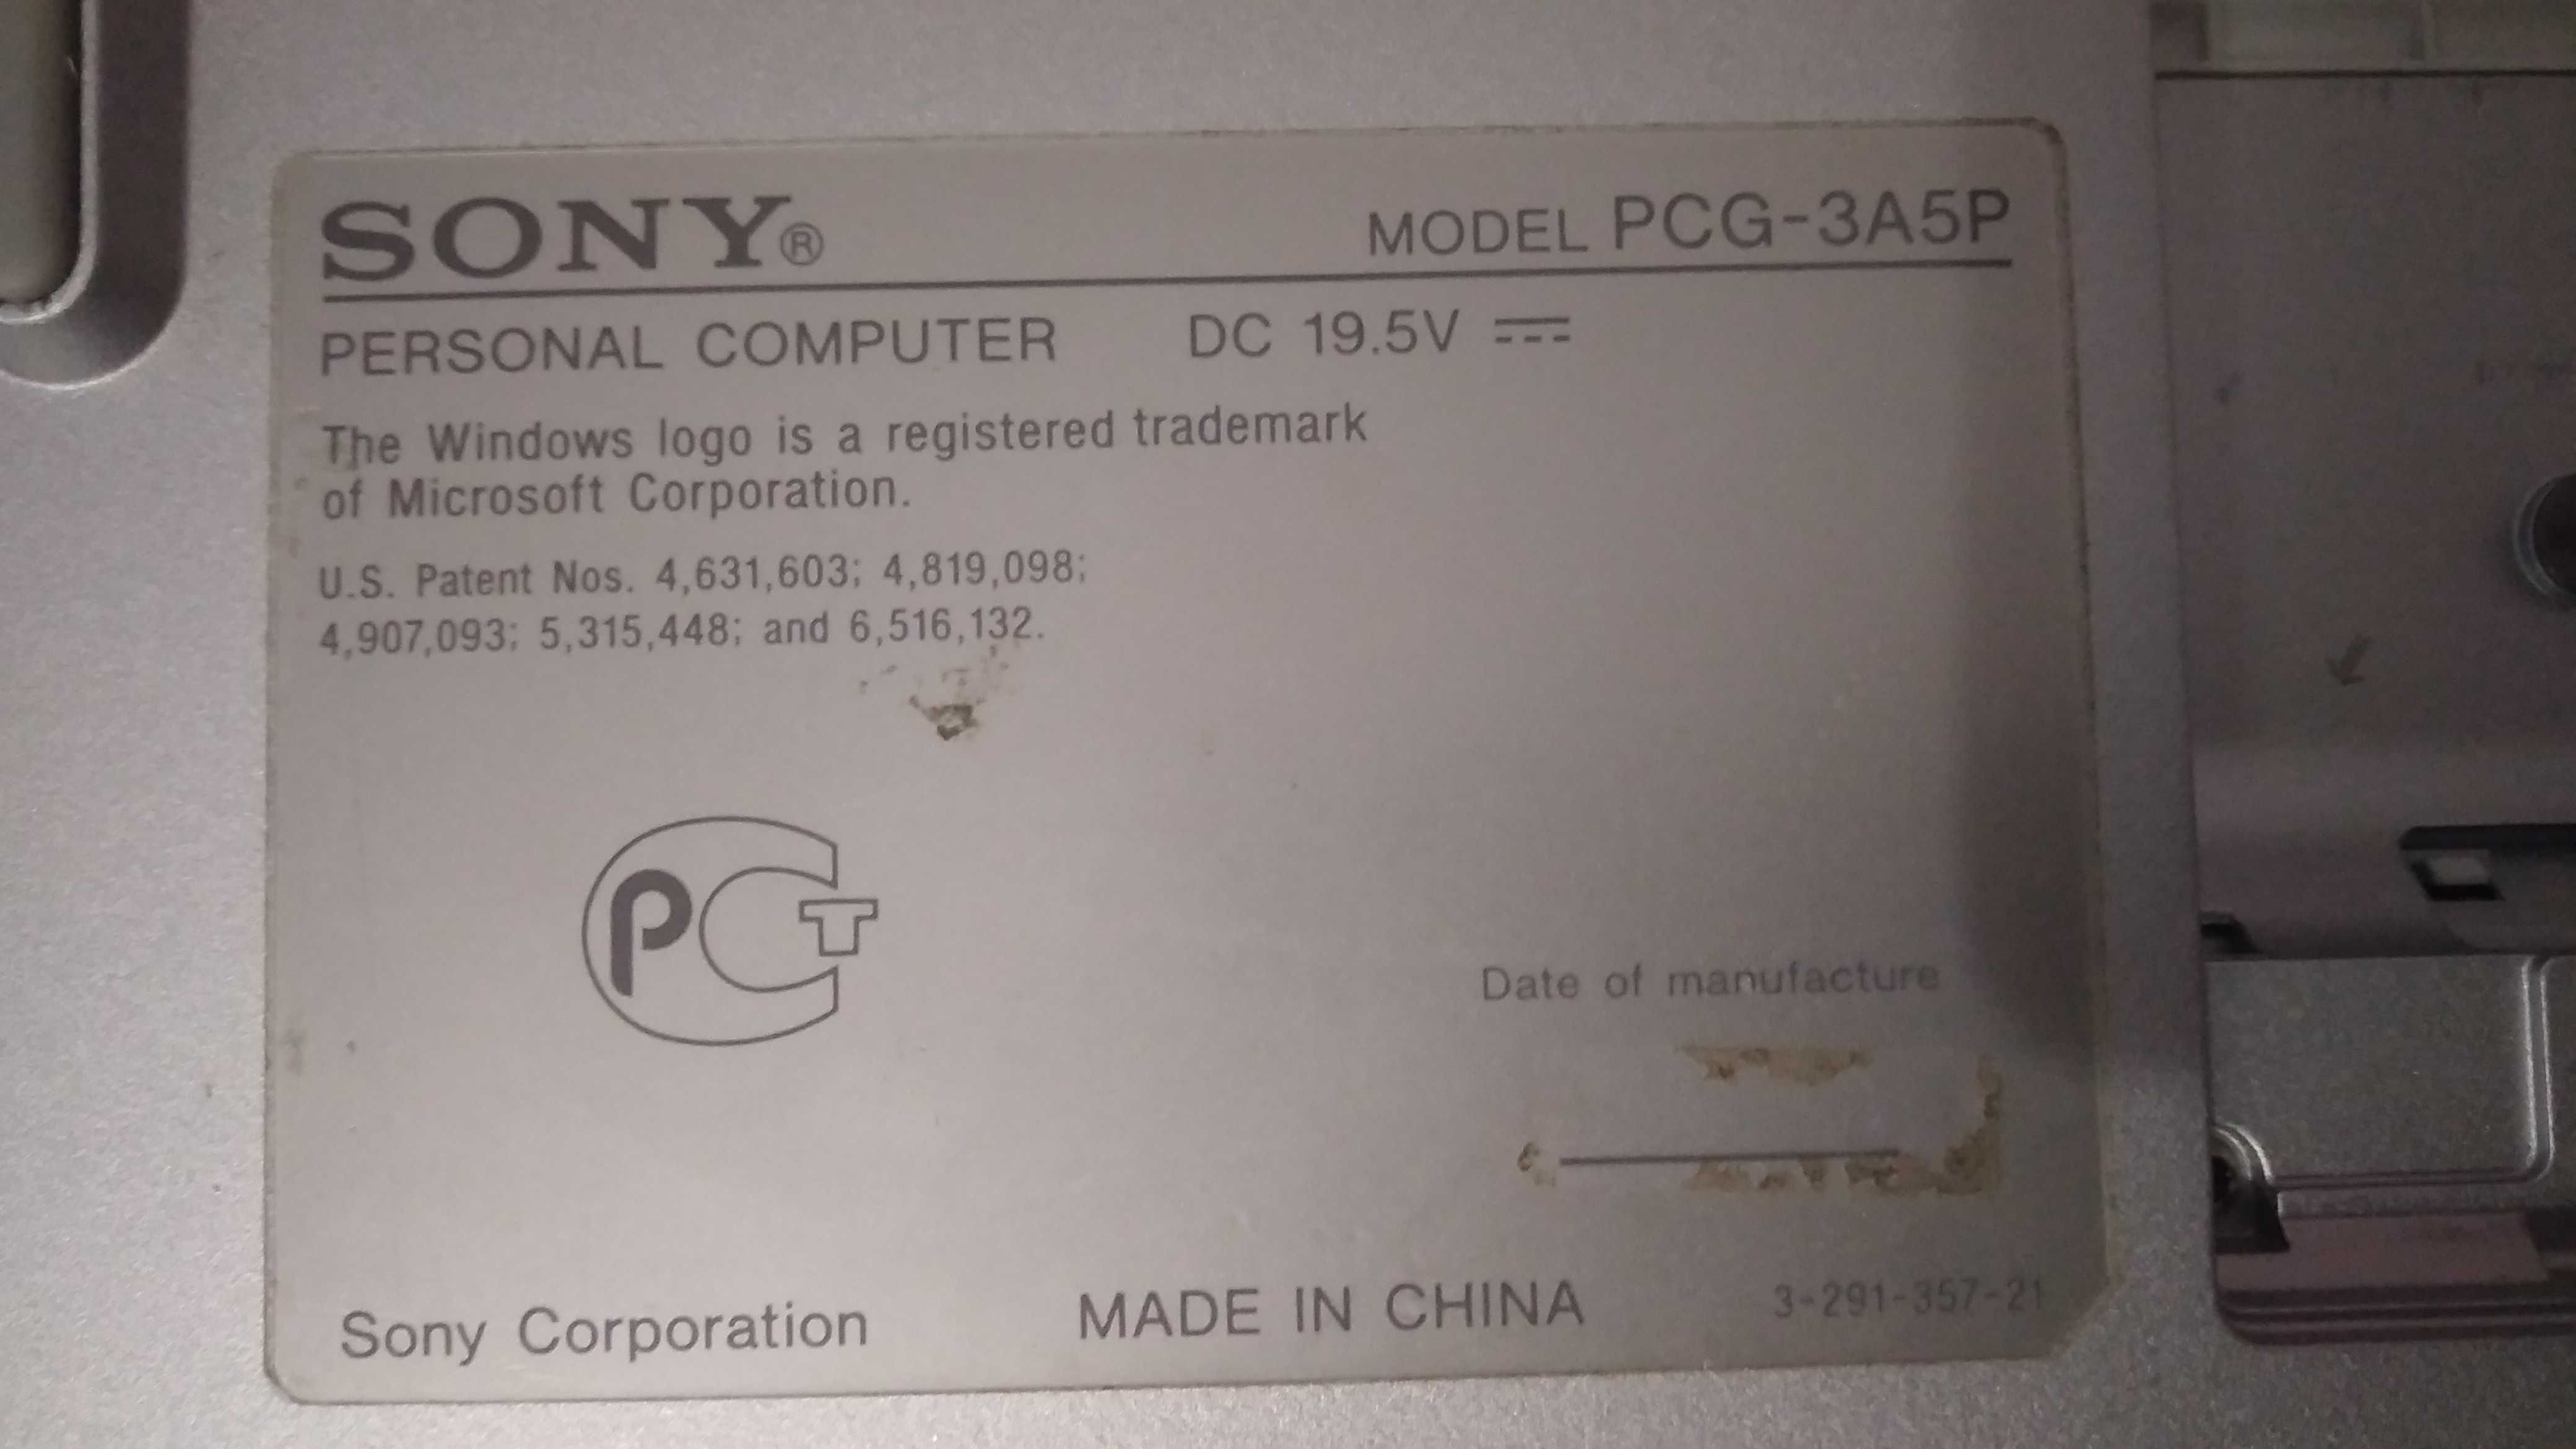 SONY®
MODEL PCG-3A5P
PERSONAL COMPUTER DC 19.5V
The Windows logo is a registered trademark
of Microsoft Corporation.
U.S. Patent Nos. 4,631,603; 4,819,098;
4,907,093; 5,315,448; and 6,516,132.
РСТ
Date of manufacture
Sony Corporation MADE IN CHINA 3-291-357-21